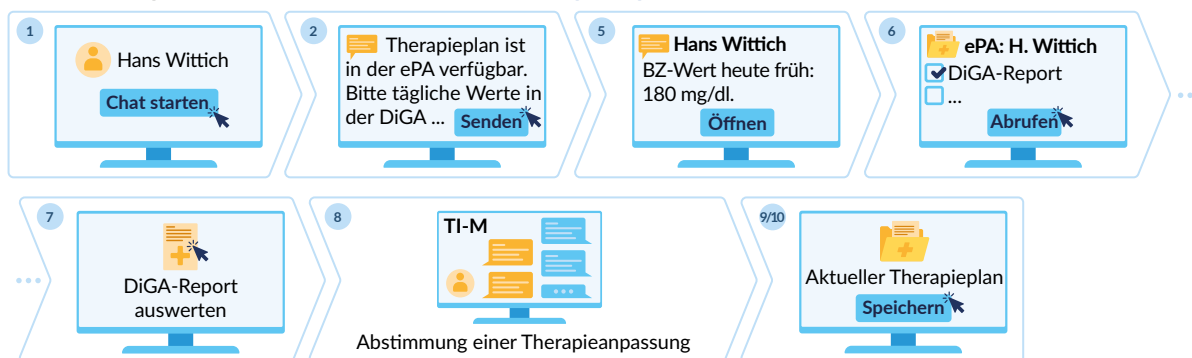 1
Hans Wittich
Chat starten
2
Therapieplan ist
in der ePA verfügbar.
Bitte tägliche Werte in
der DiGA ...
Senden
5
Hans Wittich
BZ-Wert heute früh:
180 mg/dl.
Öffnen
6
ePA: H. Wittich
DiGA-Report
...
Abrufen
7
DiGA-Report
auswerten
8
TI-M
Abstimmung einer Therapieanpassung
9/10
Aktueller Therapieplan
Speichern